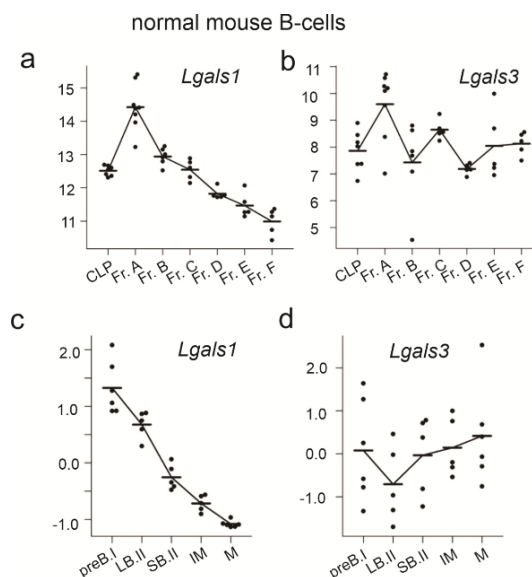 normal mouse B-cells
a
Lgals1
15
14
13
12
11
CLP
Fr. A
Fr. B
Fr. C
Fr. D
Fr. E
Fr. F
b
Lgals3
11
10
9
8
7
6
5
CLP
Fr. A
Fr. B
Fr. C
Fr. D
Fr. E
Fr. F
c
Lgals1
2.0
1.0
0.0
-1.0
preB.I
LB.II
SB.II
IM
M
d
Lgals3
2.0
1.0
0.0
-1.0
preB.I
LB.II
SB.II
IM
M